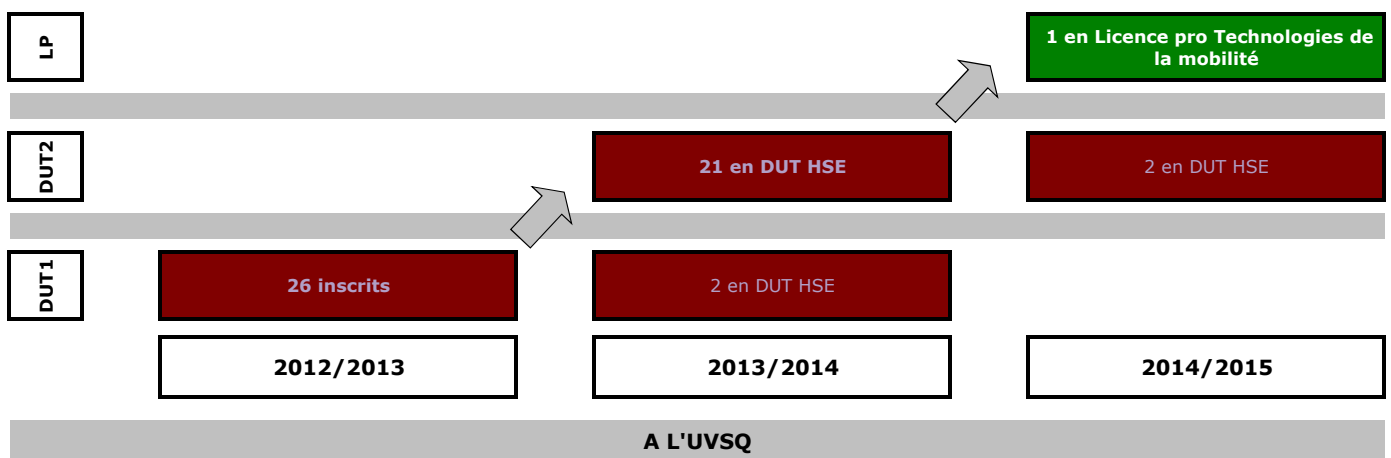 LP
1 en Licence pro Technologies de
la mobilité
DUT2
21 en DUT HSE
2 en DUT HSE
DUT1
26 inscrits
2 en DUT HSE
2012/2013
2013/2014
2014/2015
A L'UVSQ